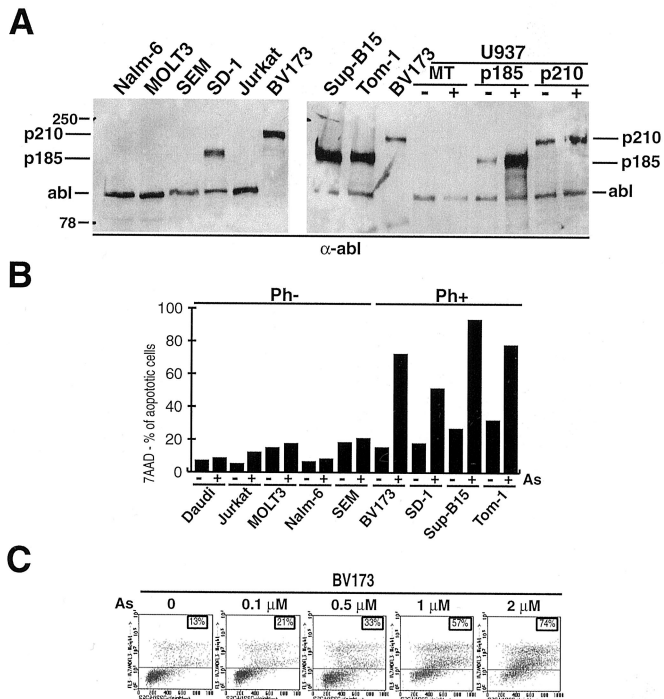 A
Nalm-6 MOLT3 SEM SD-1 Jurkat BV173 Sup-B15 Tom-1 BV173
U937
MT p185 p210
- + - + - +
250
p210
p185
abl
78
p210
p185
abl
α-abl
B
Ph- Ph+
7AAD - % of aopototic cells
100
80
60
40
20
0
- + - + - + - + - + - + - + - + - + As
Daudi Jurkat MOLT3 Nalm-6 SEM BV173 SD-1 Sup-B15 Tom-1
C
BV173
As 0 0.1 μM 0.5 μM 1 μM 2 μM
13% 21% 33% 57% 74%